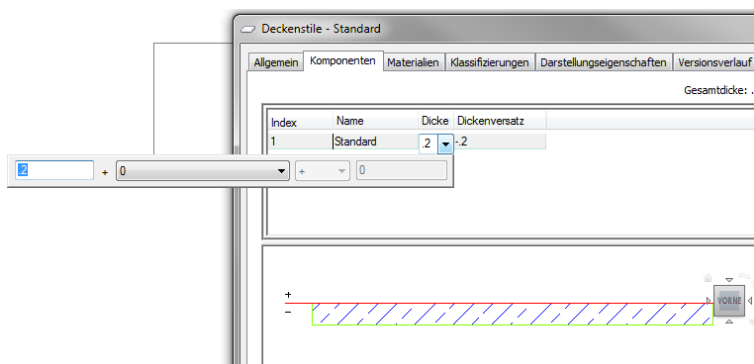 Deckenstile - Standard
Allgemein Komponenten Materialien Klassifizierungen Darstellungseigenschaften Versionsverlauf
Gesamtdicke: .
Index Name Dicke Dickenversatz
1 Standard .2 -.2
.2 + 0 + 0
+
-
VORNE